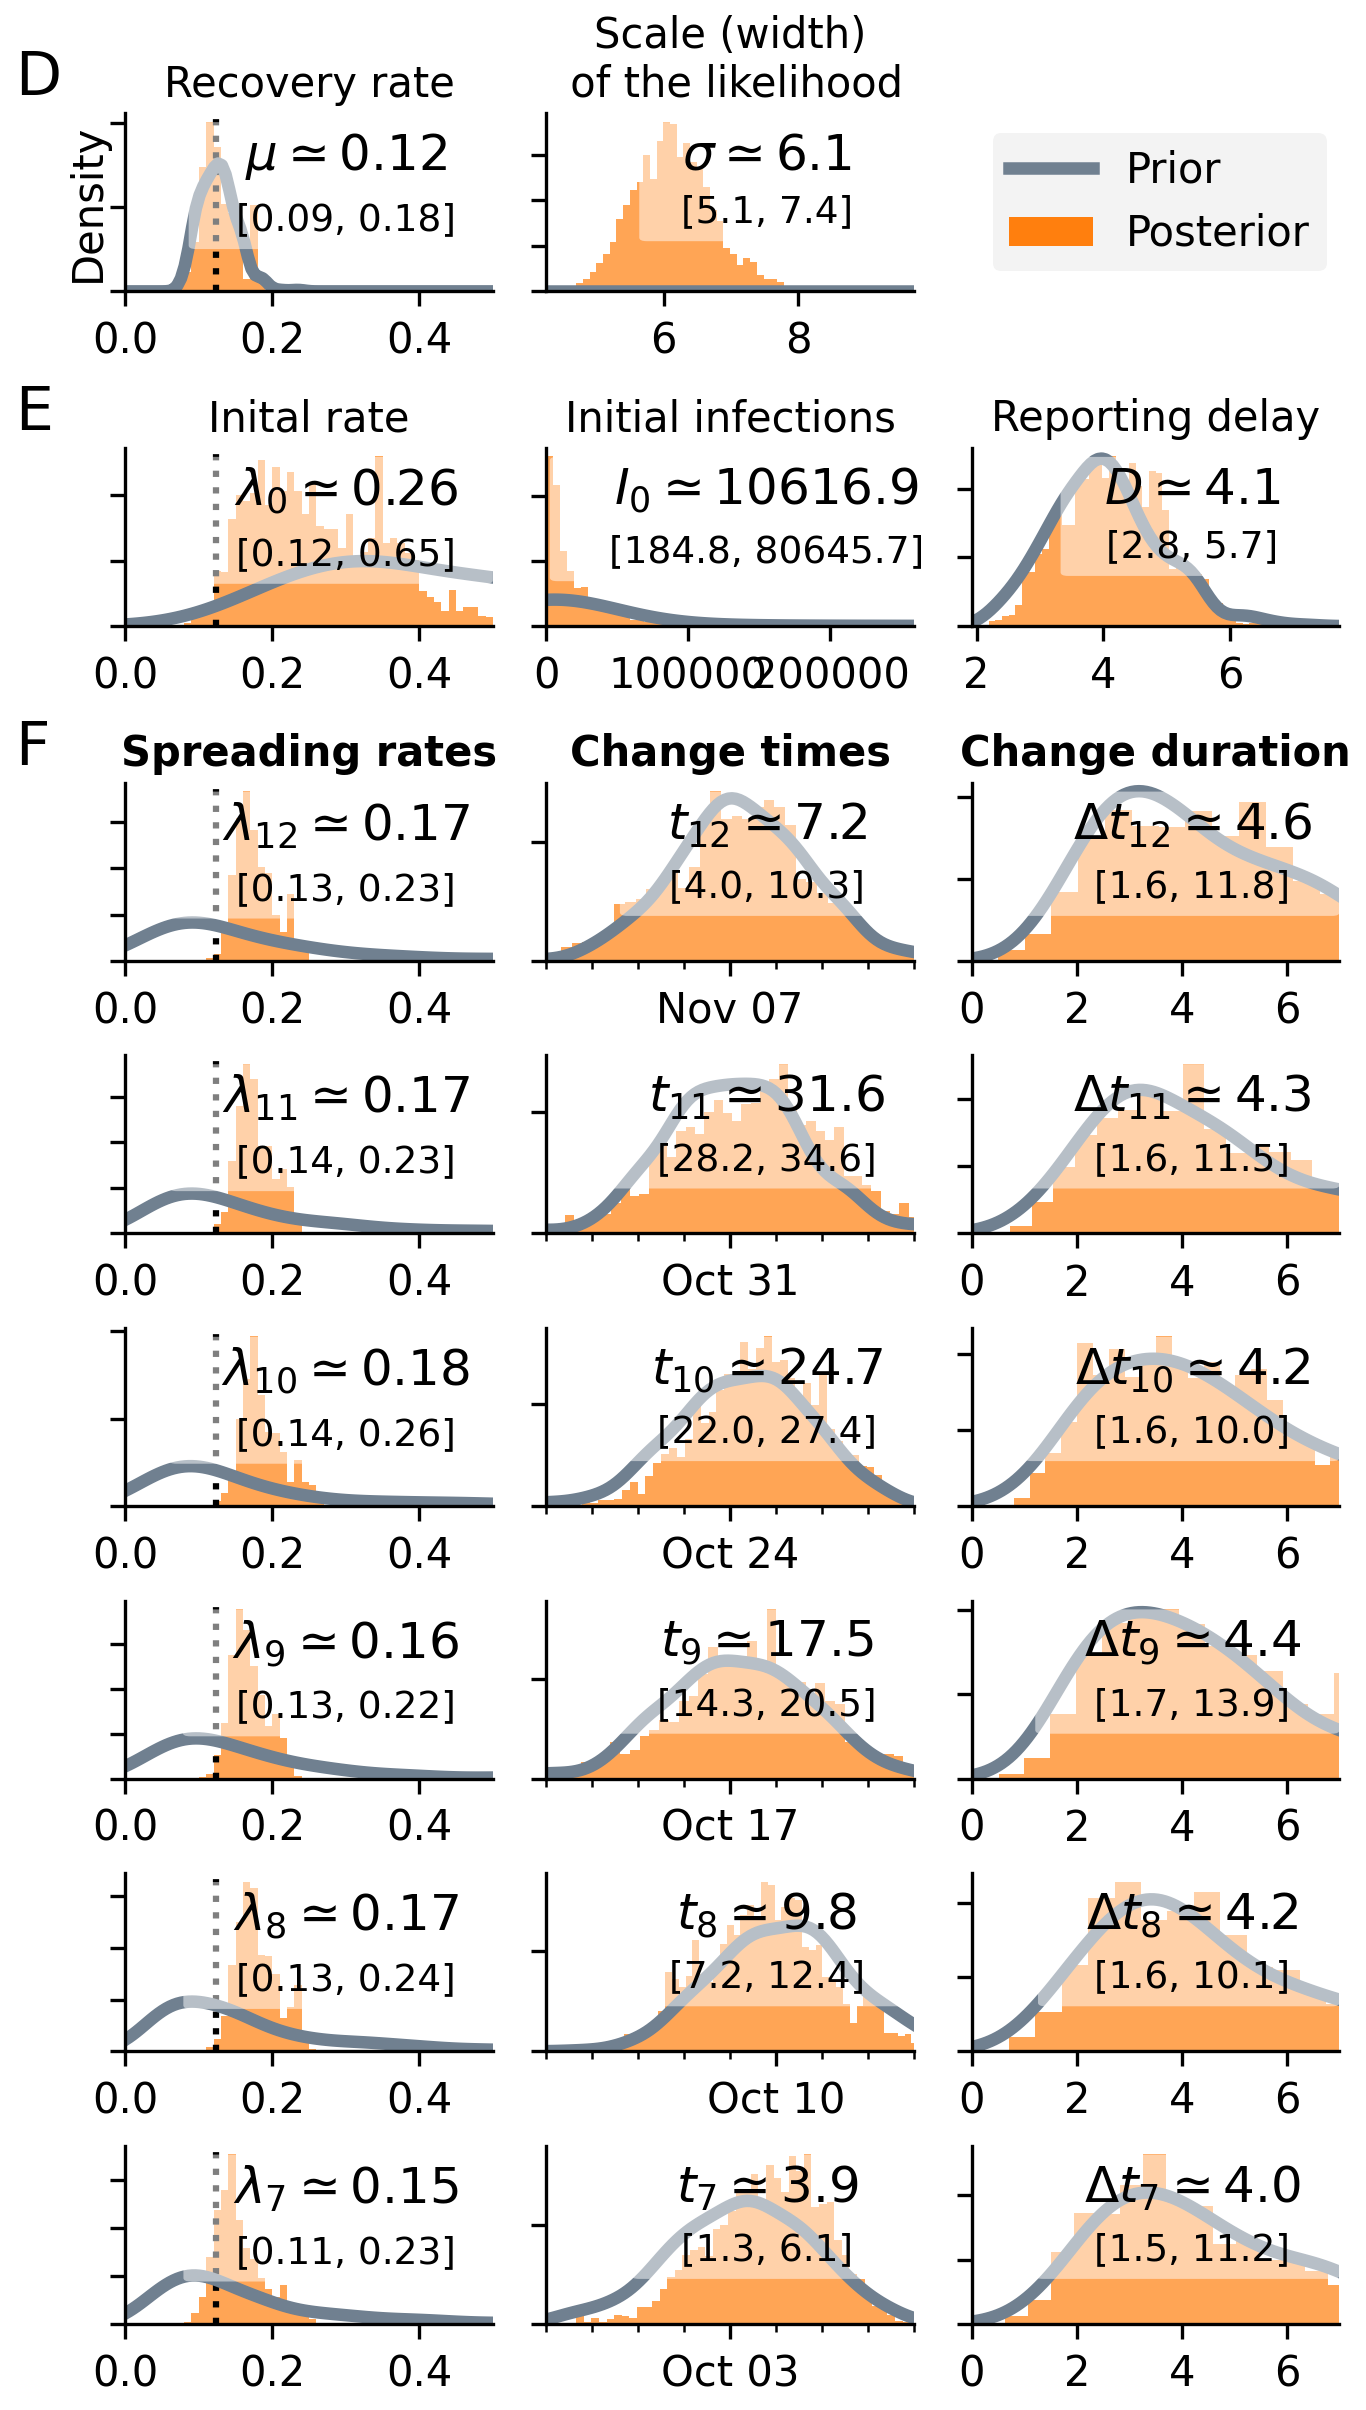 D
Recovery rate
Scale (width)
of the likelihood
Density
μ ≃ 0.12
[0.09, 0.18]
σ ≃ 6.1
[5.1, 7.4]
Prior
Posterior
0.0 0.2 0.4
6 8
E
Inital rate
Initial infections
Reporting delay
λ0 ≃ 0.26
[0.12, 0.65]
I0 ≃ 10616.9
[184.8, 80645.7]
D ≃ 4.1
[2.8, 5.7]
0.0 0.2 0.4
0 100000 200000
2 4 6
F
Spreading rates
Change times
Change duration
λ12 ≃ 0.17
[0.13, 0.23]
t12 ≃ 7.2
[4.0, 10.3]
Δt12 ≃ 4.6
[1.6, 11.8]
0.0 0.2 0.4
Nov 07
0 2 4 6
λ11 ≃ 0.17
[0.14, 0.23]
t11 ≃ 31.6
[28.2, 34.6]
Δt11 ≃ 4.3
[1.6, 11.5]
0.0 0.2 0.4
Oct 31
0 2 4 6
λ10 ≃ 0.18
[0.14, 0.26]
t10 ≃ 24.7
[22.0, 27.4]
Δt10 ≃ 4.2
[1.6, 10.0]
0.0 0.2 0.4
Oct 24
0 2 4 6
λ9 ≃ 0.16
[0.13, 0.22]
t9 ≃ 17.5
[14.3, 20.5]
Δt9 ≃ 4.4
[1.7, 13.9]
0.0 0.2 0.4
Oct 17
0 2 4 6
λ8 ≃ 0.17
[0.13, 0.24]
t8 ≃ 9.8
[7.2, 12.4]
Δt8 ≃ 4.2
[1.6, 10.1]
0.0 0.2 0.4
Oct 10
0 2 4 6
λ7 ≃ 0.15
[0.11, 0.23]
t7 ≃ 3.9
[1.3, 6.1]
Δt7 ≃ 4.0
[1.5, 11.2]
0.0 0.2 0.4
Oct 03
0 2 4 6